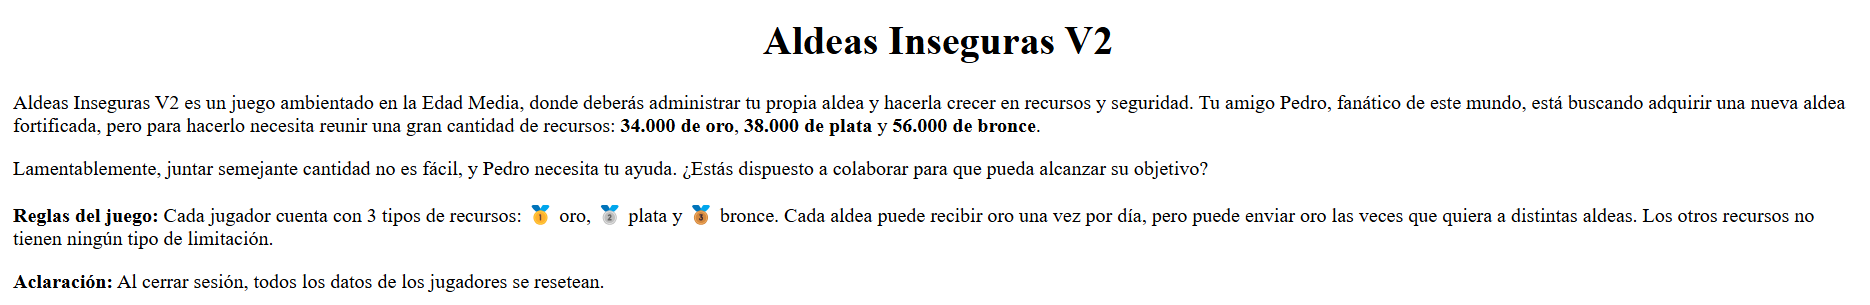 Aldeas Inseguras V2
Aldeas Inseguras V2 es un juego ambientado en la Edad Media, donde deberás administrar tu propia aldea y hacerla crecer en recursos y seguridad. Tu amigo Pedro, fanático de este mundo, está buscando adquirir una nueva aldea
fortificada, pero para hacerlo necesita reunir una gran cantidad de recursos: 34.000 de oro, 38.000 de plata y 56.000 de bronce.
Lamentablemente, juntar semejante cantidad no es fácil, y Pedro necesita tu ayuda. ¿Estás dispuesto a colaborar para que pueda alcanzar su objetivo?
Reglas del juego: Cada jugador cuenta con 3 tipos de recursos: 🥇 oro, 🥈 plata y 🥉 bronce. Cada aldea puede recibir oro una vez por día, pero puede enviar oro las veces que quiera a distintas aldeas. Los otros recursos no
tienen ningún tipo de limitación.
Aclaración: Al cerrar sesión, todos los datos de los jugadores se resetean.